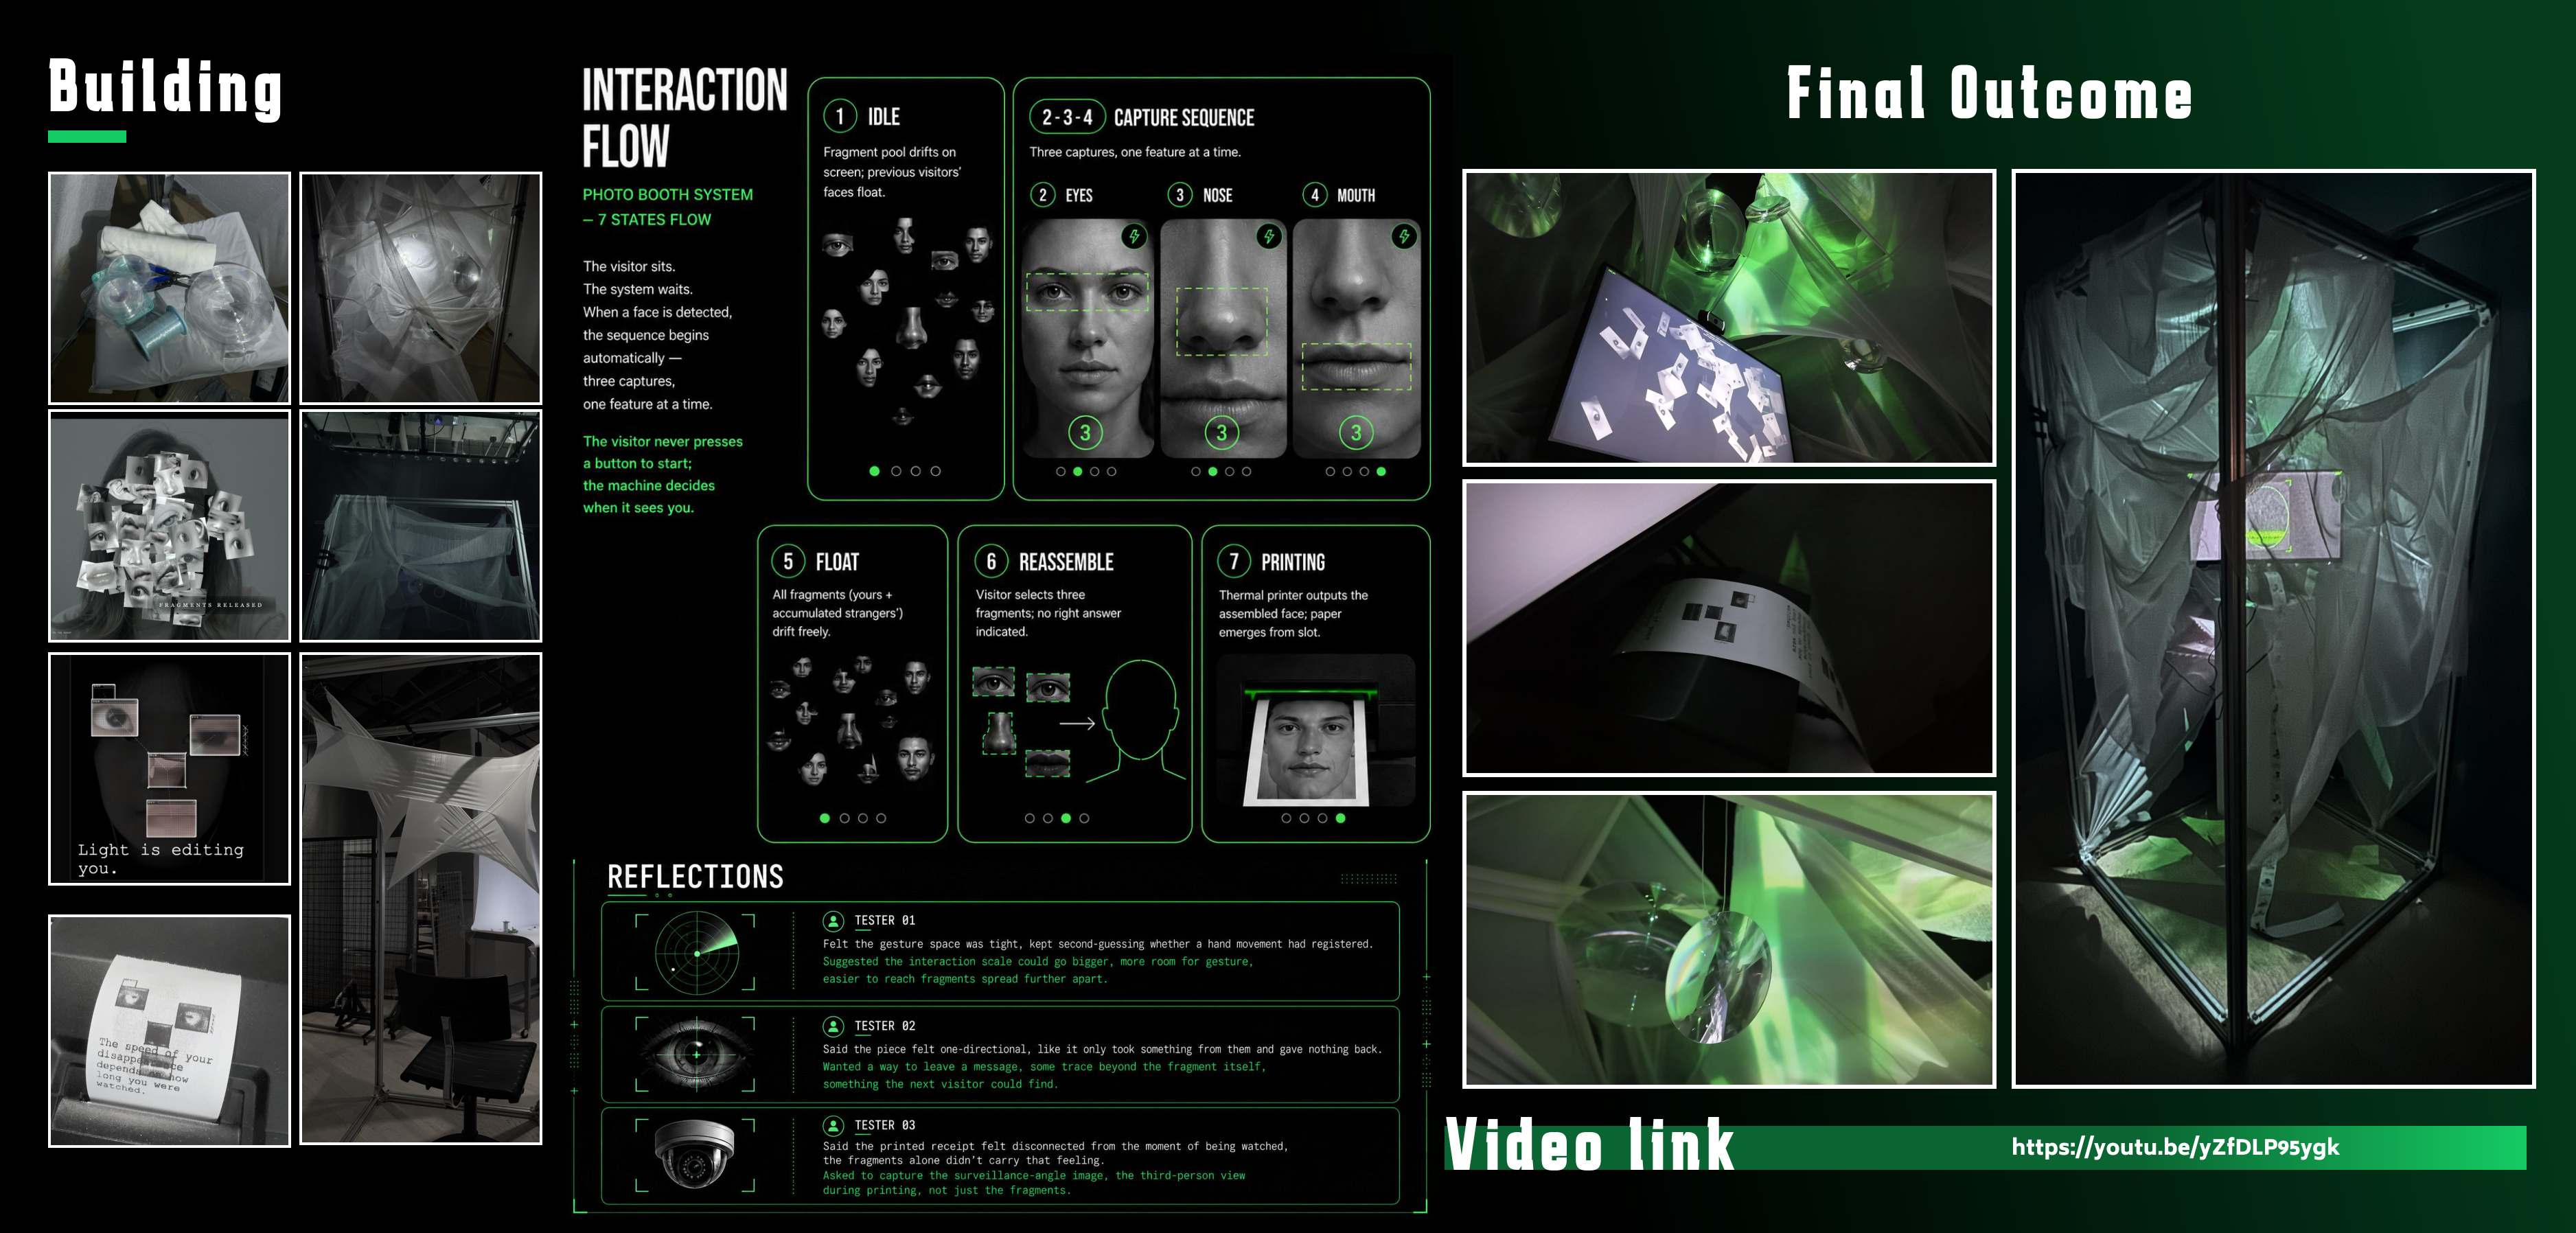 Building
FRAGMENTS RELEASED
Light is editing
you.
The speed of your
disappearance
depends on how
long you were
watched.
INTERACTION
FLOW
PHOTO BOOTH SYSTEM
— 7 STATES FLOW
The visitor sits.
The system waits.
When a face is detected,
the sequence begins
automatically —
three captures,
one feature at a time.
The visitor never presses
a button to start;
the machine decides
when it sees you.
1 IDLE
Fragment pool drifts on
screen; previous visitors'
faces float.
2-3-4 CAPTURE SEQUENCE
Three captures, one feature at a time.
2 EYES
3 NOSE
4 MOUTH
3
3
3
5 FLOAT
All fragments (yours +
accumulated strangers')
drift freely.
6 REASSEMBLE
Visitor selects three
fragments; no right answer
indicated.
7 PRINTING
Thermal printer outputs the
assembled face; paper
emerges from slot.
REFLECTIONS
TESTER 01
Felt the gesture space was tight, kept second-guessing whether a hand movement had registered.
Suggested the interaction scale could go bigger, more room for gesture,
easier to reach fragments spread further apart.
TESTER 02
Said the piece felt one-directional, like it only took something from them and gave nothing back.
Wanted a way to leave a message, some trace beyond the fragment itself,
something the next visitor could find.
TESTER 03
Said the printed receipt felt disconnected from the moment of being watched,
the fragments alone didn't carry that feeling.
Asked to capture the surveillance-angle image, the third-person view
during printing, not just the fragments.
Final Outcome
Video link
https://youtu.be/yZfDLP95ygk